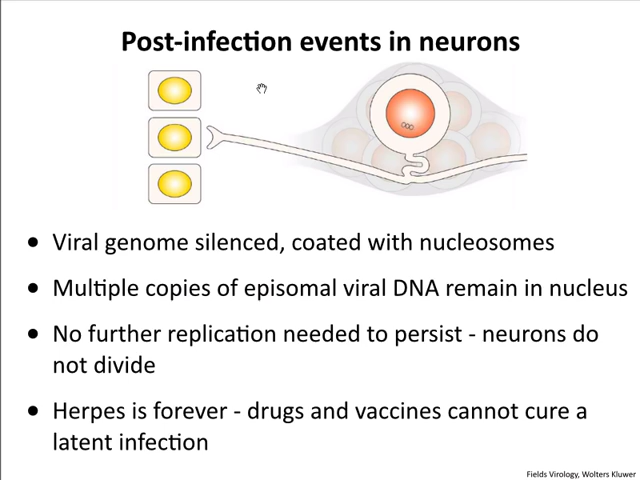 Post-infection events in neurons
• Viral genome silenced, coated with nucleosomes
• Multiple copies of episomal viral DNA remain in nucleus
• No further replication needed to persist - neurons do
not divide
• Herpes is forever - drugs and vaccines cannot cure a
latent infection
Fields Virology, Wolters Kluwer